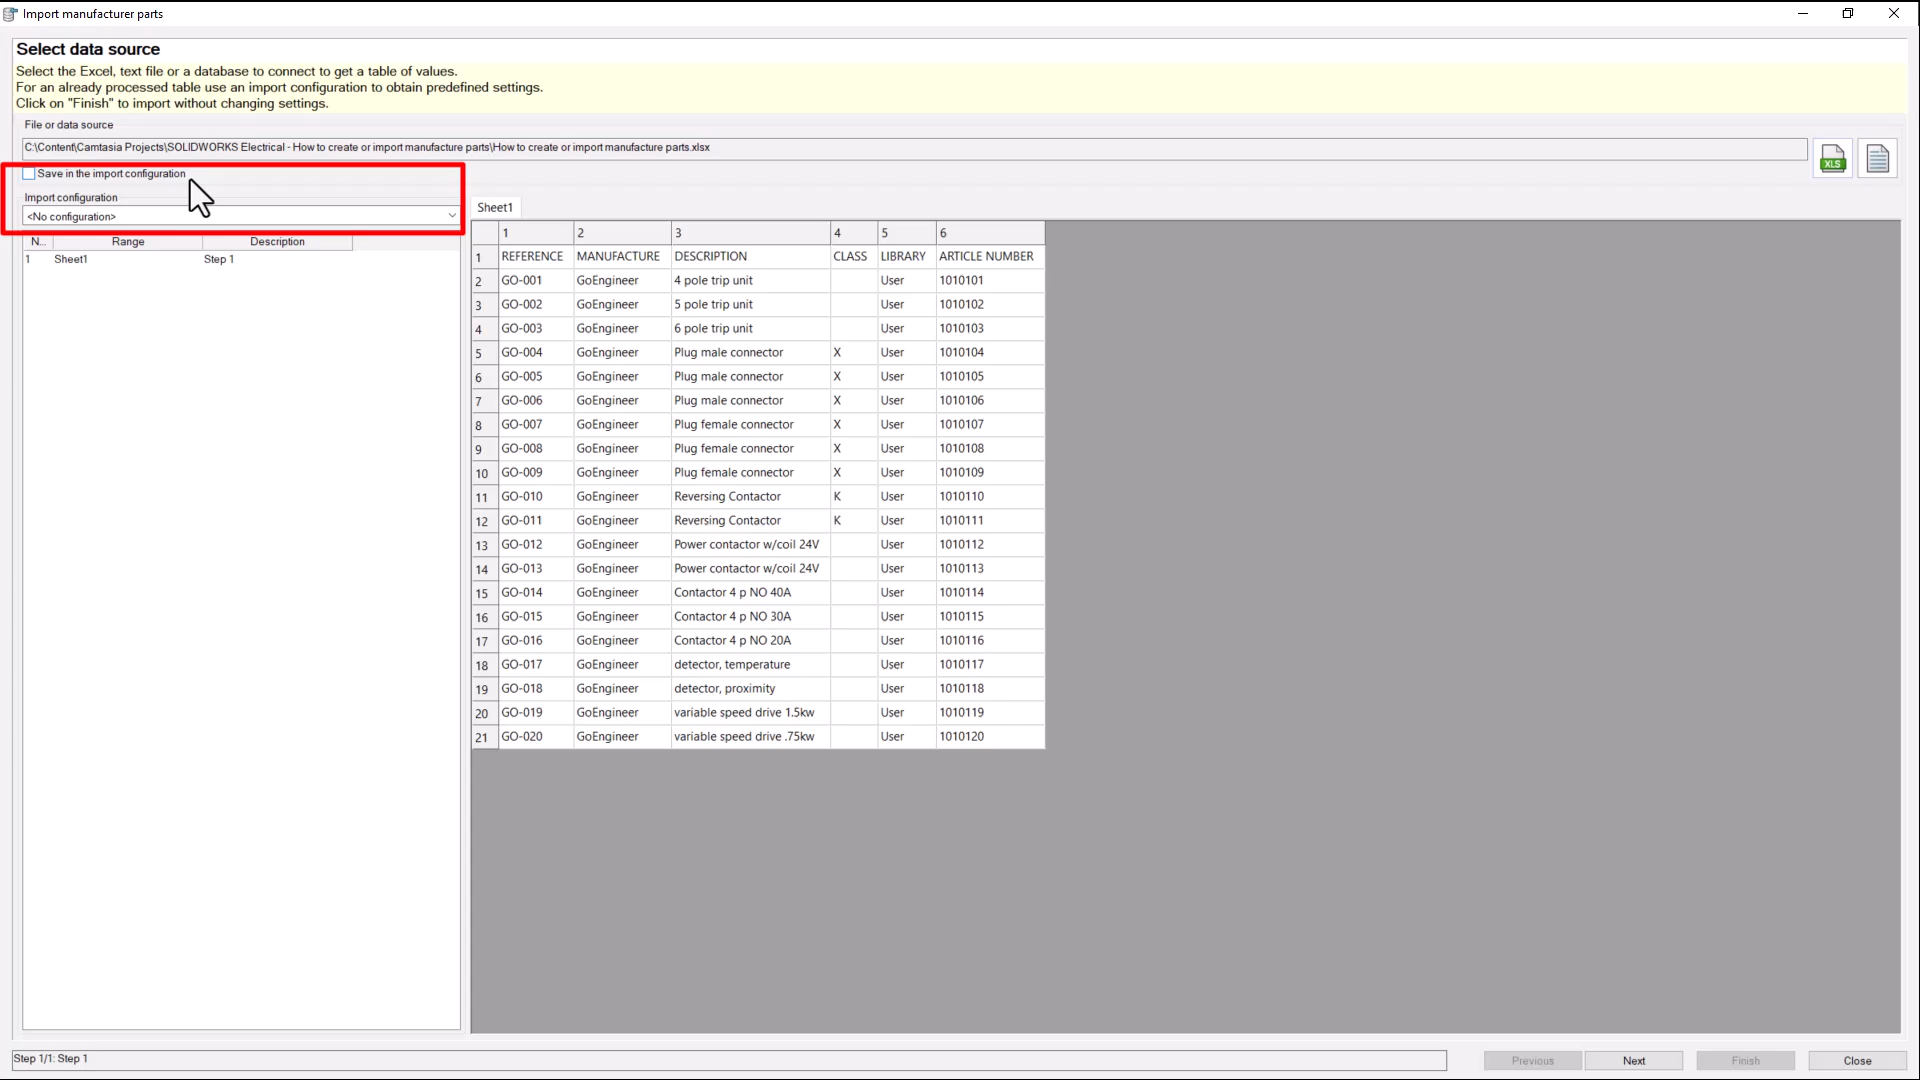 Import manufacturer parts
Select data source
Select the Excel, text file or a database to connect to get a table of values.
For an already processed table use an import configuration to obtain predefined settings.
Click on "Finish" to import without changing settings.
File or data source
C:\Content\Camtasia Projects\SOLIDWORKS Electrical - How to create or import manufacture parts\How to create or import manufacture parts.xlsx
XLS
Save in the import configuration
Import configuration
<No configuration>
N... Range Description
1 Sheet1 Step 1
Sheet1
1 2 3 4 5 6
1 REFERENCE MANUFACTURE DESCRIPTION CLASS LIBRARY ARTICLE NUMBER
2 GO-001 GoEngineer 4 pole trip unit User 1010101
3 GO-002 GoEngineer 5 pole trip unit User 1010102
4 GO-003 GoEngineer 6 pole trip unit User 1010103
5 GO-004 GoEngineer Plug male connector X User 1010104
6 GO-005 GoEngineer Plug male connector X User 1010105
7 GO-006 GoEngineer Plug male connector X User 1010106
8 GO-007 GoEngineer Plug female connector X User 1010107
9 GO-008 GoEngineer Plug female connector X User 1010108
10 GO-009 GoEngineer Plug female connector X User 1010109
11 GO-010 GoEngineer Reversing Contactor K User 1010110
12 GO-011 GoEngineer Reversing Contactor K User 1010111
13 GO-012 GoEngineer Power contactor w/coil 24V User 1010112
14 GO-013 GoEngineer Power contactor w/coil 24V User 1010113
15 GO-014 GoEngineer Contactor 4 p NO 40A User 1010114
16 GO-015 GoEngineer Contactor 4 p NO 30A User 1010115
17 GO-016 GoEngineer Contactor 4 p NO 20A User 1010116
18 GO-017 GoEngineer detector, temperature User 1010117
19 GO-018 GoEngineer detector, proximity User 1010118
20 GO-019 GoEngineer variable speed drive 1.5kw User 1010119
21 GO-020 GoEngineer variable speed drive .75kw User 1010120
Step 1/1: Step 1
Previous Next Finish Close